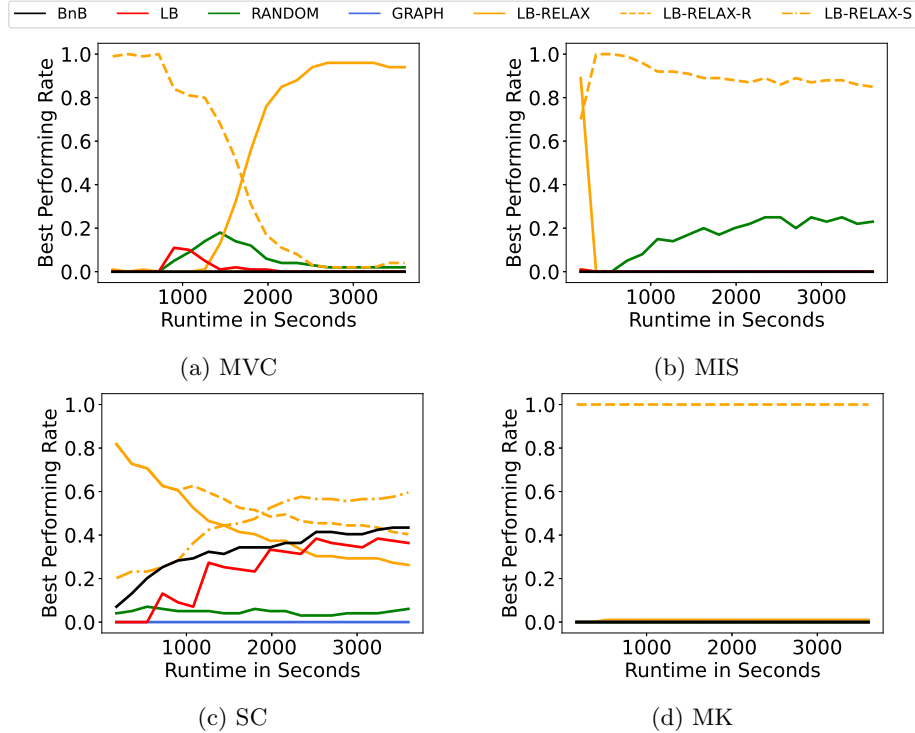 BnB LB RANDOM GRAPH LB-RELAX LB-RELAX-R LB-RELAX-S
1.0
0.8
0.6
0.4
0.2
0.0
Best Performing Rate
1000 2000 3000
Runtime in Seconds
(a) MVC
1.0
0.8
0.6
0.4
0.2
0.0
Best Performing Rate
1000 2000 3000
Runtime in Seconds
(b) MIS
1.0
0.8
0.6
0.4
0.2
0.0
Best Performing Rate
1000 2000 3000
Runtime in Seconds
(c) SC
1.0
0.8
0.6
0.4
0.2
0.0
Best Performing Rate
1000 2000 3000
Runtime in Seconds
(d) MK